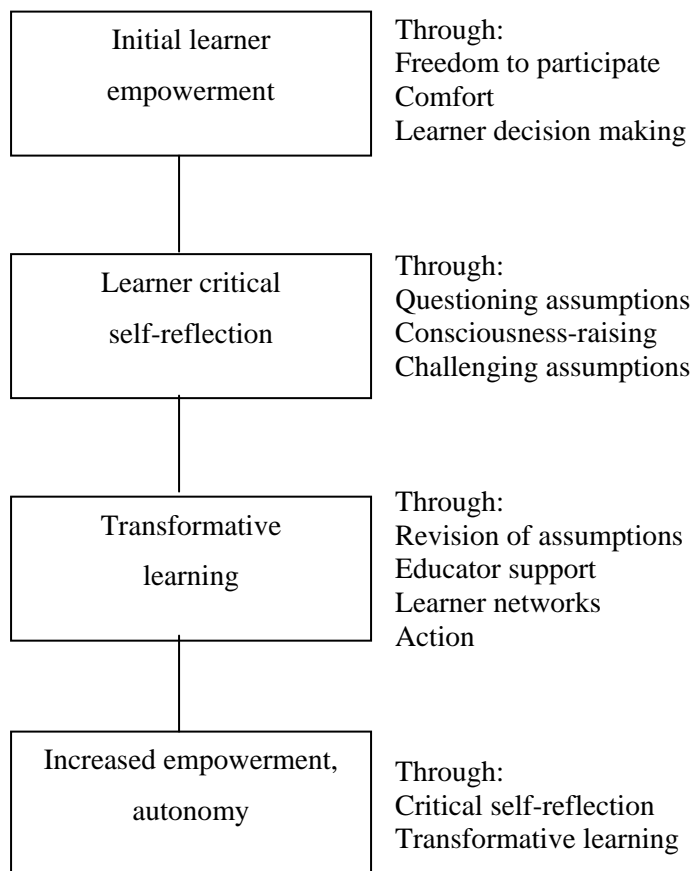 Initial learner
empowerment
Through:
Freedom to participate
Comfort
Learner decision making
Learner critical
self-reflection
Through:
Questioning assumptions
Consciousness-raising
Challenging assumptions
Transformative
learning
Through:
Revision of assumptions
Educator support
Learner networks
Action
Increased empowerment,
autonomy
Through:
Critical self-reflection
Transformative learning